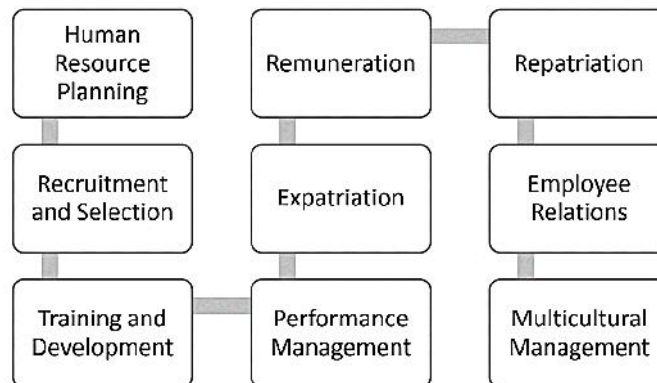 Human
Resource
Planning
Recruitment
and Selection
Training and
Development
Performance
Management
Expatriation
Remuneration
Repatriation
Employee
Relations
Multicultural
Management